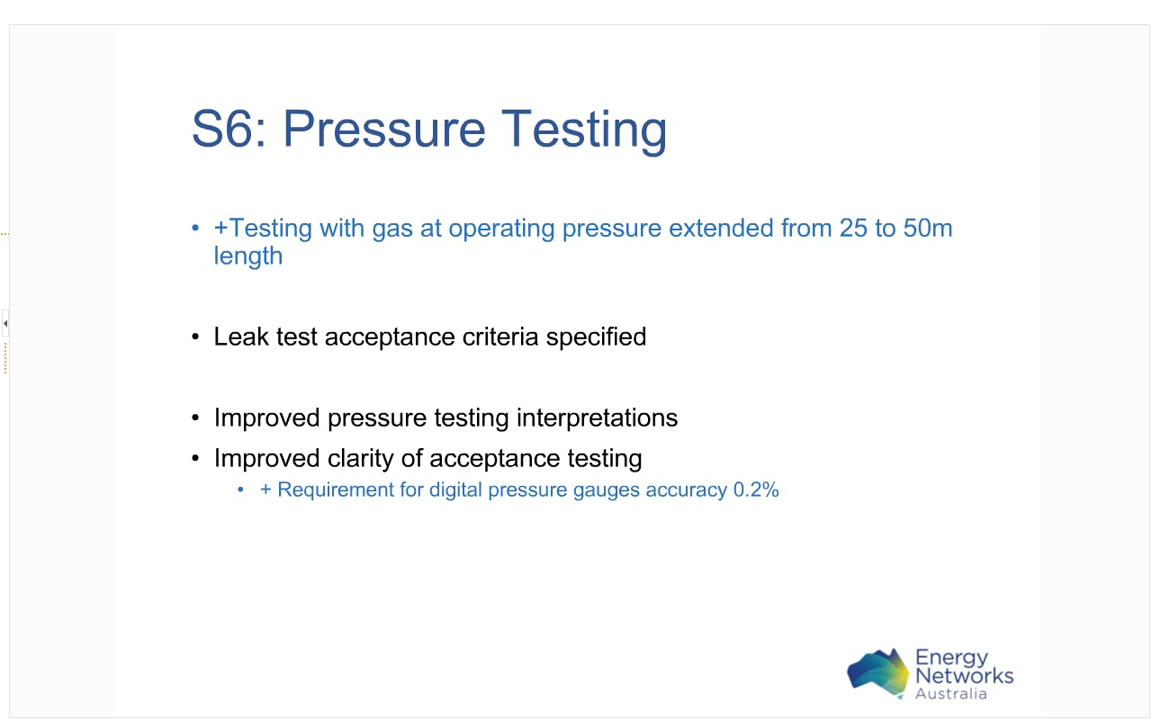 S6: Pressure Testing
• +Testing with gas at operating pressure extended from 25 to 50m
length
• Leak test acceptance criteria specified
• Improved pressure testing interpretations
• Improved clarity of acceptance testing
• + Requirement for digital pressure gauges accuracy 0.2%
Energy
Networks
Australia